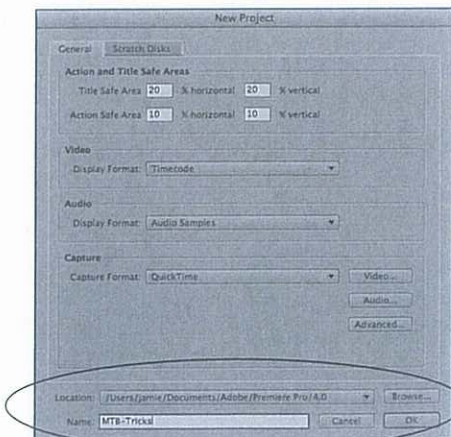 New Project
General Scratch Disks
Action and Title Safe Areas
Title Safe Area 20 % horizontal 20 % vertical
Action Safe Area 10 % horizontal 10 % vertical
Video
Display Format: Timecode
Audio
Display Format: Audio Samples
Capture
Capture Format: QuickTime Video...
Audio...
Advanced...
Location: /Users/jamie/Documents/Adobe/Premiere Pro/4.0 Browse...
Name: MTB-Tricks Cancel OK